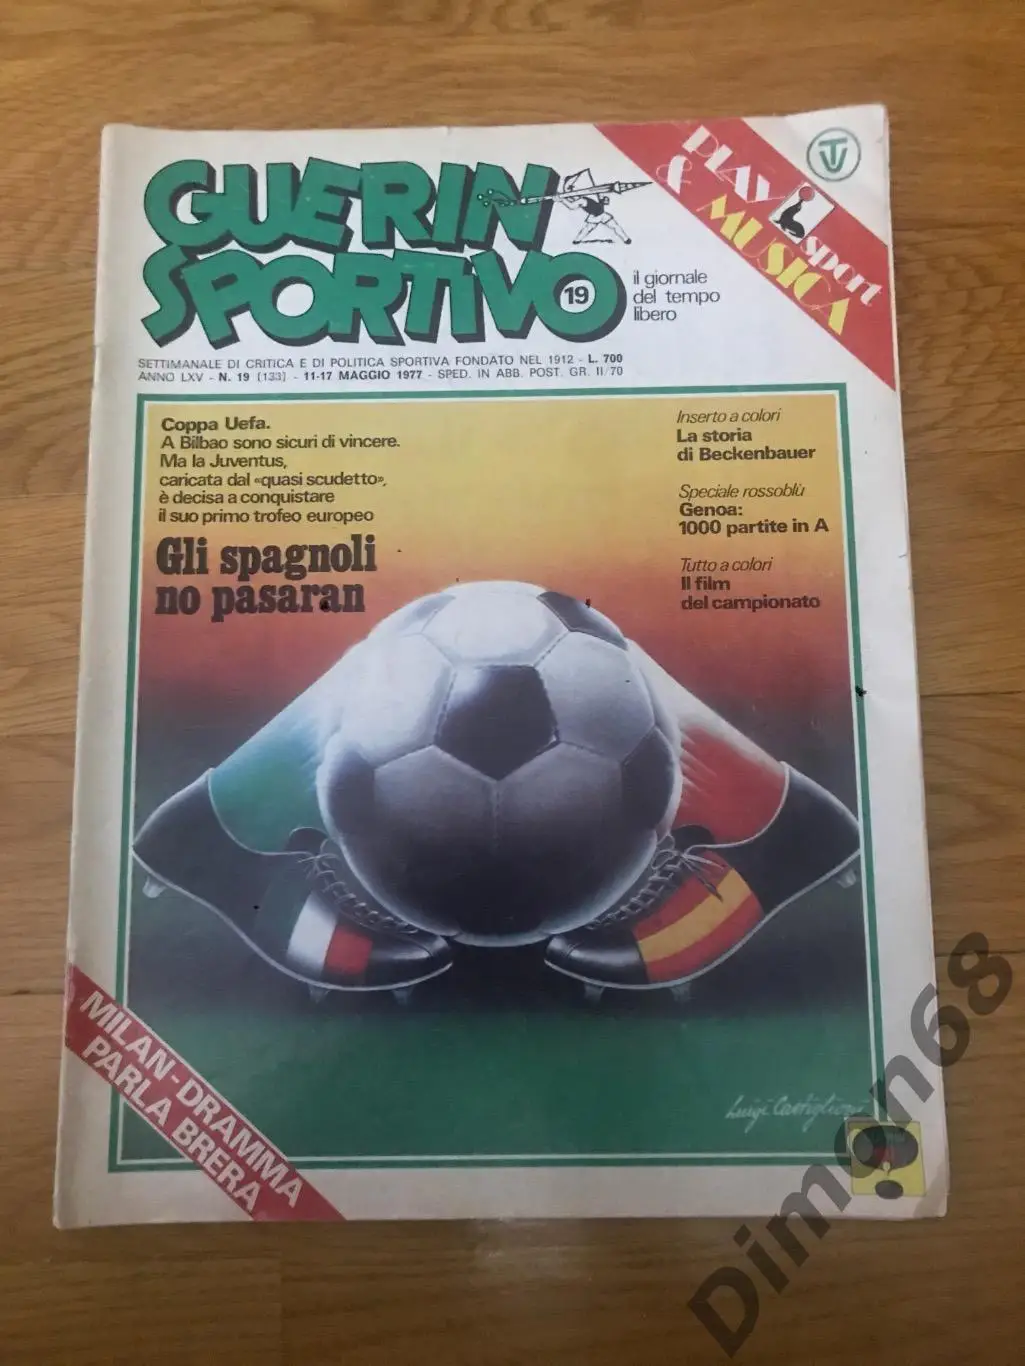 GUERIN
SPORTIVO
19
il giornale
del tempo
libero
PLAY
& MUSICA
sport
TV
SETTIMANALE DI CRITICA E DI POLITICA SPORTIVA FONDATO NEL 1912 - L. 700
ANNO LXV - N. 19 (133) - 11-17 MAGGIO 1977 - SPED. IN ABB. POST. GR. II/70
Coppa Uefa.
A Bilbao sono sicuri di vincere.
Ma la Juventus,
caricata dal «quasi scudetto»,
è decisa a conquistare
il suo primo trofeo europeo
Gli spagnoli
no pasaran
Inserto a colori
La storia
di Beckenbauer
Speciale rossoblù
Genoa:
1000 partite in A
Tutto a colori
Il film
del campionato
MILAN-DRAMMA
PARLA BRERA
Luigi Castiglioni
Dimon68